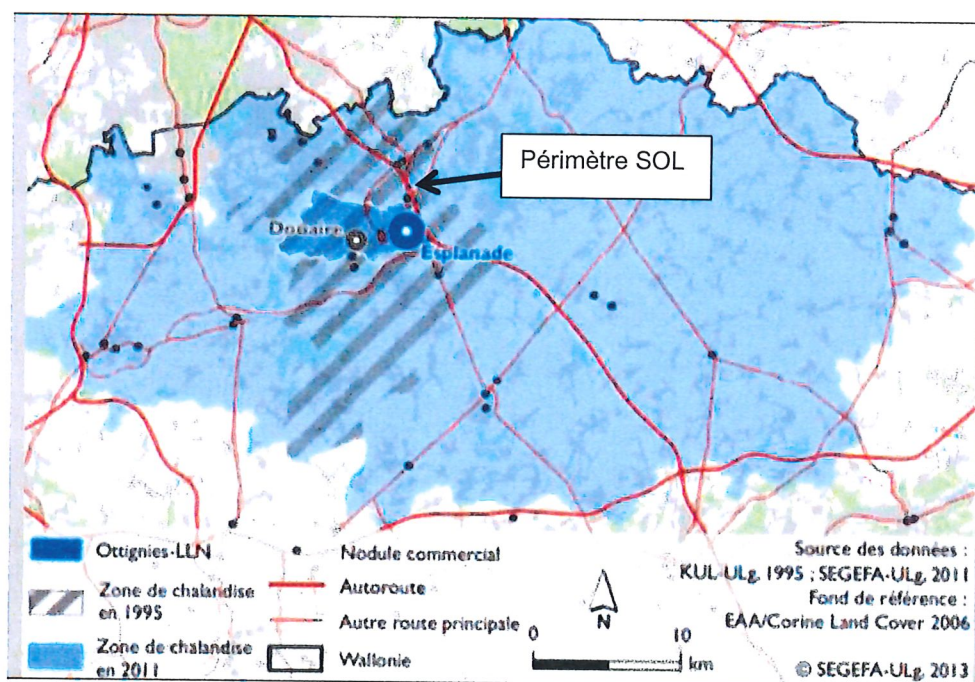 Périmètre SOL
Douaire
Esplanade
Ottignies-LLN
Zone de chalandise
en 1995
Zone de chalandise
en 2011
Nodule commercial
Autoroute
Autre route principale
Wallonie
N
0 10
km
Source des données :
KUL-ULg, 1995 ; SEGEFA-ULg, 2011
Fond de référence :
EAA/Corine Land Cover 2006
© SEGEFA-ULg, 2013